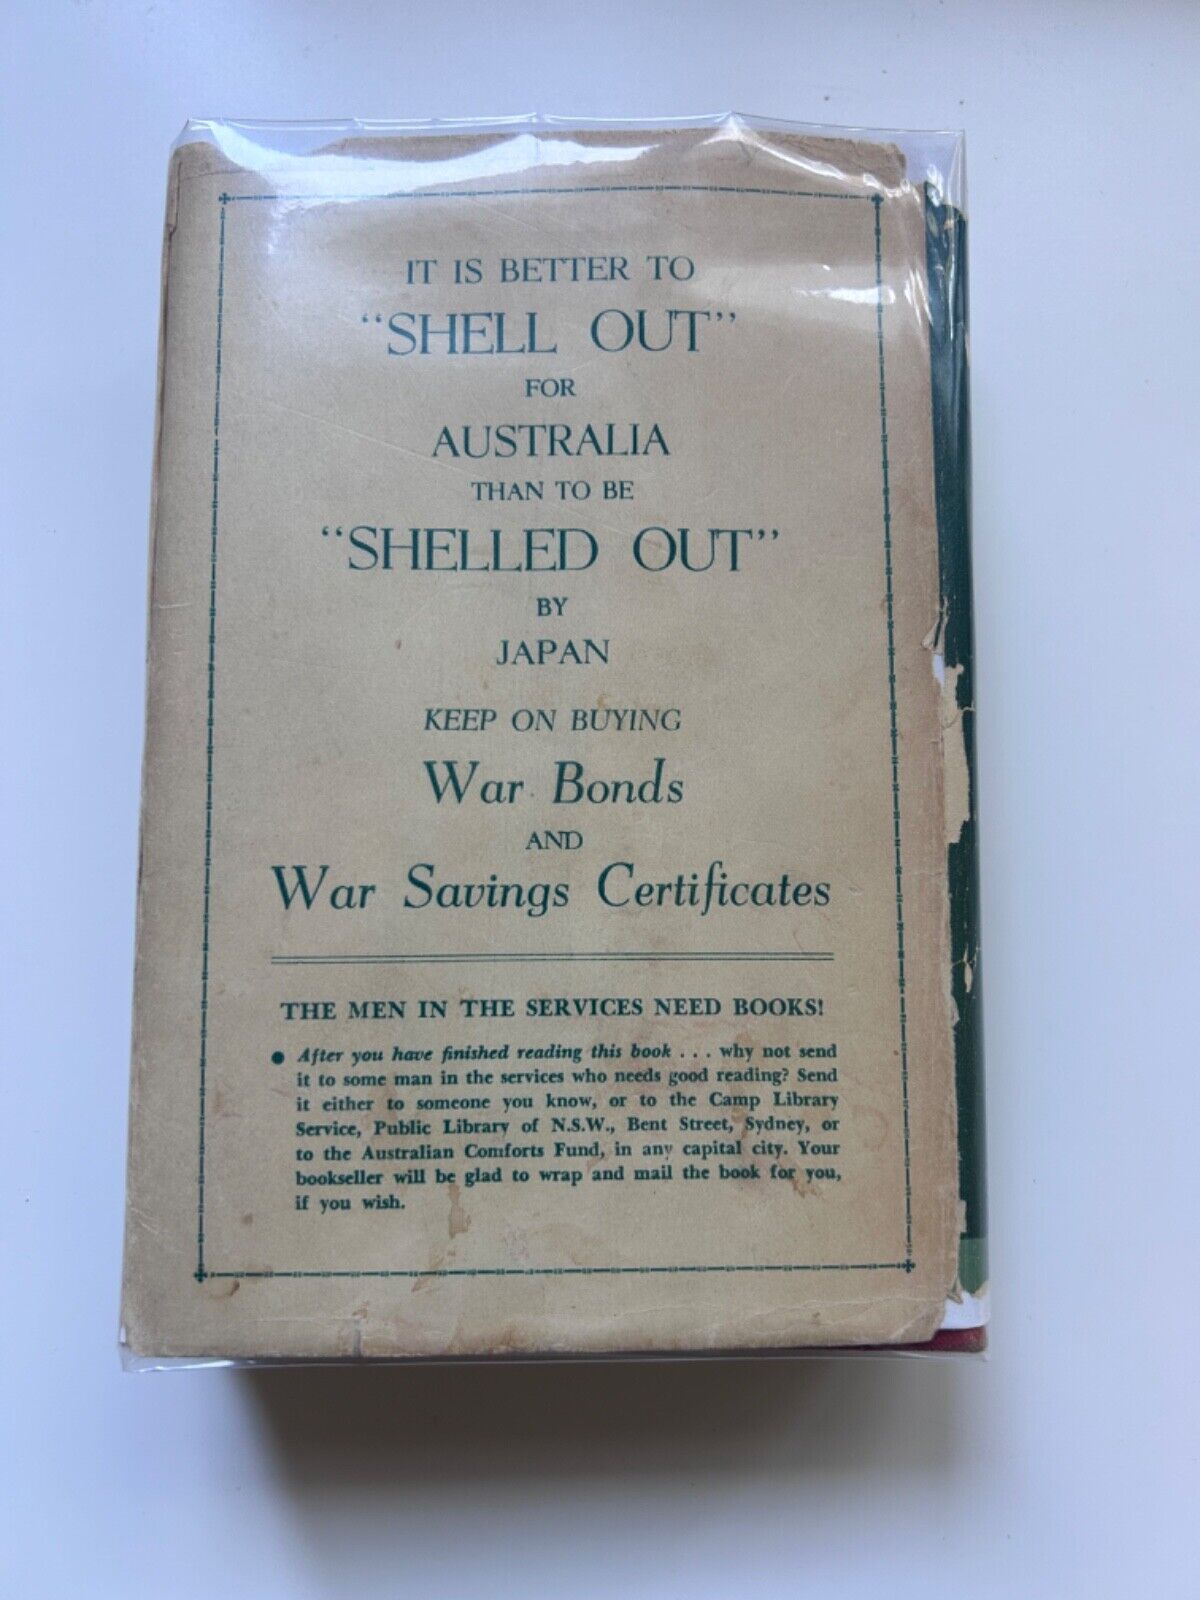 IT IS BETTER TO
“SHELL OUT”
FOR
AUSTRALIA
THAN TO BE
“SHELLED OUT”
BY
JAPAN
KEEP ON BUYING
War Bonds
AND
War Savings Certificates
THE MEN IN THE SERVICES NEED BOOKS!
● After you have finished reading this book . . . why not send
it to some man in the services who needs good reading? Send
it either to someone you know, or to the Camp Library
Service, Public Library of N.S.W., Bent Street, Sydney, or
to the Australian Comforts Fund, in any capital city. Your
bookseller will be glad to wrap and mail the book for you,
if you wish.